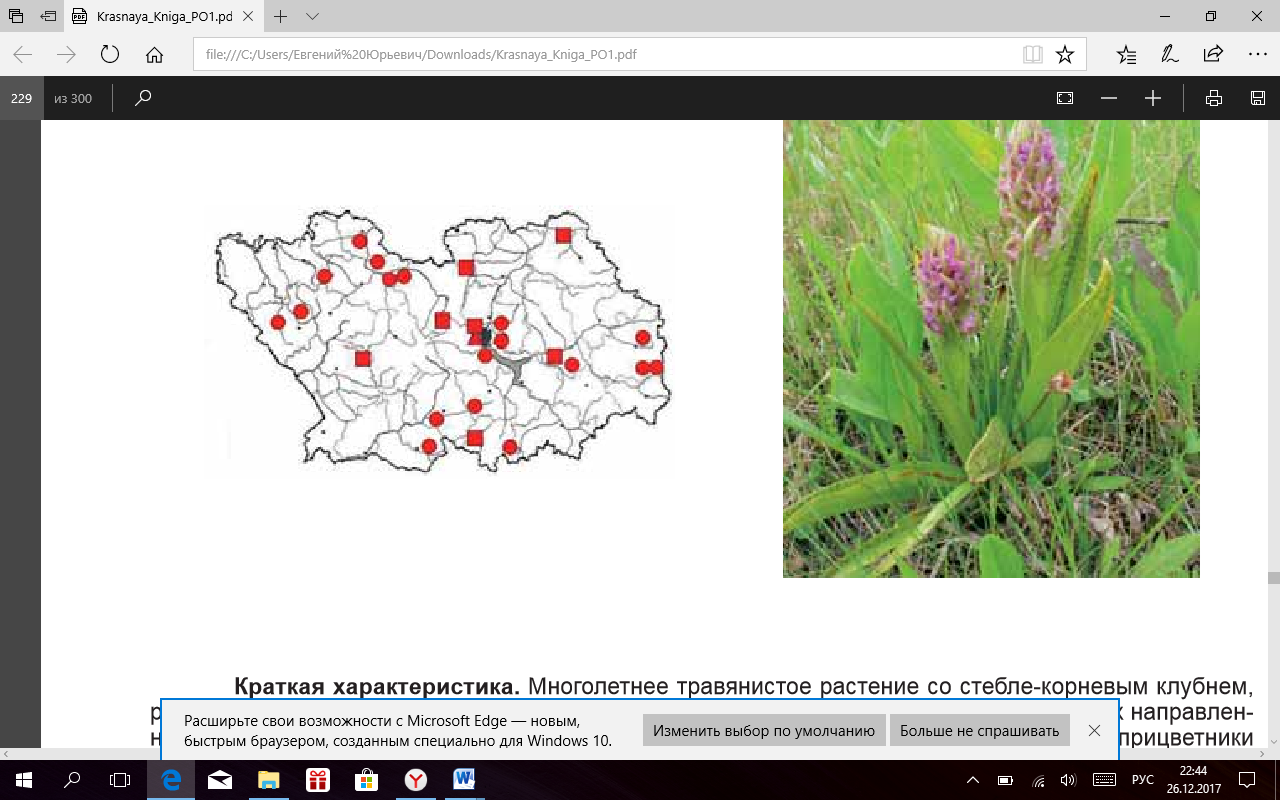 Krasnaya_Kniga_PO1.pd
file:///C:/Users/Евгений%20Юрьевич/Downloads/Krasnaya_Kniga_PO1.pdf
229 из 300
Краткая характеристика. Многолетнее травянистое растение со стебле-корневым клубнем,
направлен-
прицветники
Расширьте свои возможности с Microsoft Edge — новым,
быстрым браузером, созданным специально для Windows 10.
Изменить выбор по умолчанию
Больше не спрашивать
РУС
22:44
26.12.2017